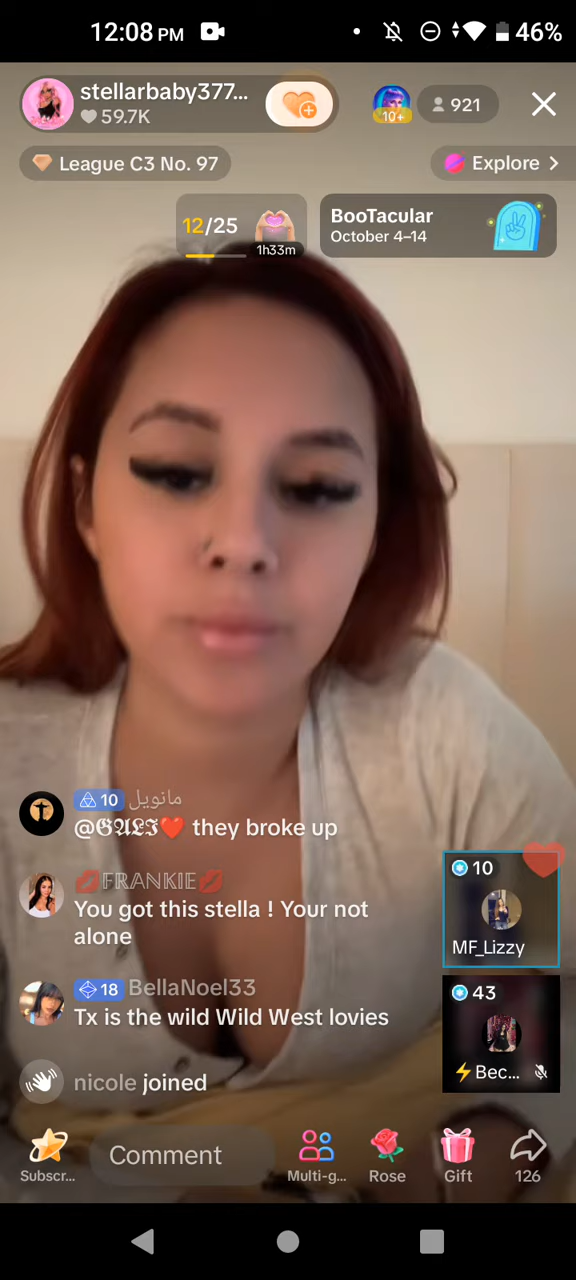 12:08 PM
46%
stellarbaby377...
59.7K
10+
921
League C3 No. 97
Explore >
12/25
1h33m
BooTacular
October 4–14
10 مانويل
@𝕲𝕬𝕷𝕴❤️ they broke up
💋𝔽ℝ𝔸ℕ𝕂𝕀𝔼💋
You got this stella ! Your not
alone
10
MF_Lizzy
18 BellaNoel33
Tx is the wild Wild West lovies
43
⚡Bec...
nicole joined
Comment
Subscr...
Multi-g...
Rose
Gift
126